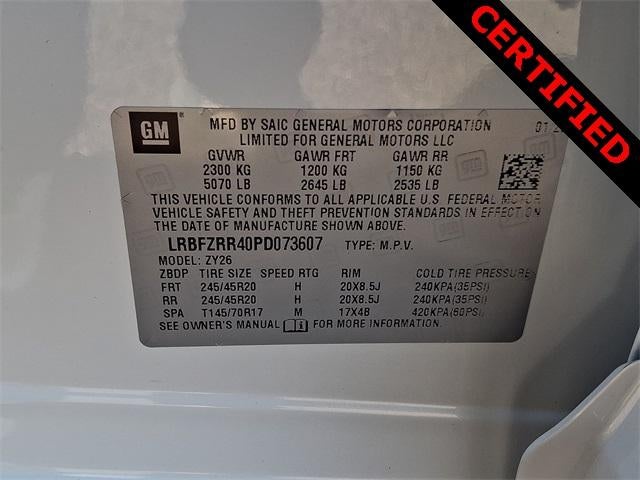 CERTIFIED
GM
MFD BY SAIC GENERAL MOTORS CORPORATION
LIMITED FOR GENERAL MOTORS LLC
GVWR GAWR FRT GAWR RR
2300 KG 1200 KG 1150 KG
5070 LB 2645 LB 2535 LB
THIS VEHICLE CONFORMS TO ALL APPLICABLE U.S. FEDERAL MOTOR
VEHICLE SAFETY AND THEFT PREVENTION STANDARDS IN EFFECT ON
THE DATE OF MANUFACTURE SHOWN ABOVE.
LRBFZRR40PD073607 TYPE: M.P.V.
MODEL: ZY26
ZBDP TIRE SIZE SPEED RTG RIM COLD TIRE PRESSURE
FRT 245/45R20 H 20X8.5J 240KPA(35PSI)
RR 245/45R20 H 20X8.5J 240KPA(35PSI)
SPA T145/70R17 M 17X4B 420KPA(60PSI)
SEE OWNER'S MANUAL FOR MORE INFORMATION